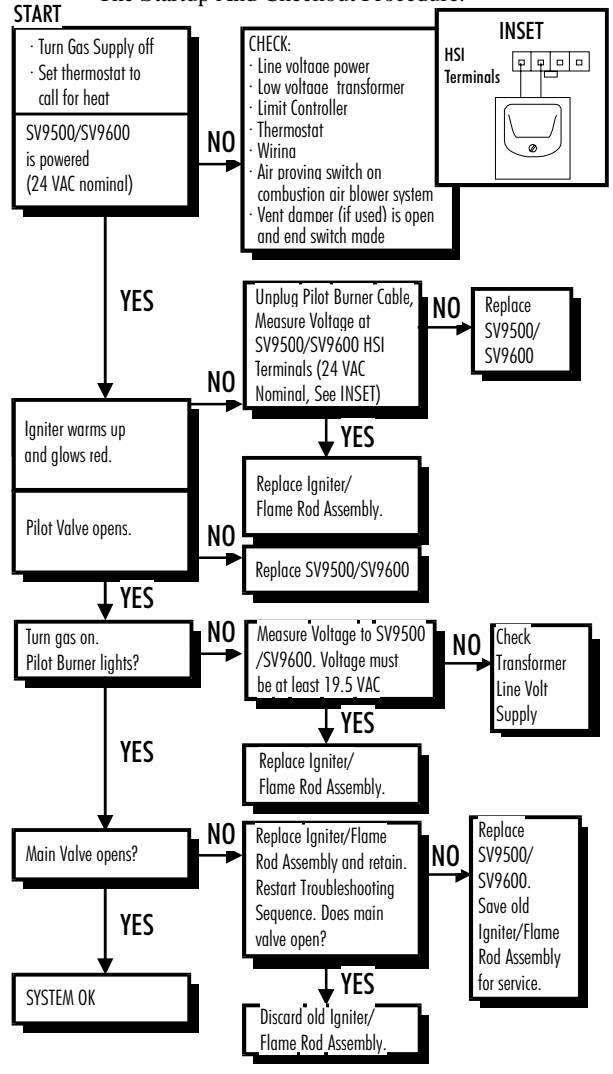 The Startup And Checkout Procedure.
START
· Turn Gas Supply off
· Set thermostat to
call for heat
SV9500/SV9600
is powered
(24 VAC nominal)
NO
CHECK:
· Line voltage power
· Low voltage transformer
· Limit Controller
· Thermostat
· Wiring
· Air proving switch on
combustion air blower system
· Vent damper (if used) is open
and end switch made
INSET
HSI
Terminals
YES
Igniter warms up
and glows red.
NO
Unplug Pilot Burner Cable,
Measure Voltage at
SV9500/SV9600 HSI
Terminals (24 VAC
Nominal, See INSET)
NO
Replace
SV9500/
SV9600
YES
Replace Igniter/
Flame Rod Assembly.
Pilot Valve opens.
NO
Replace SV9500/SV9600
YES
Turn gas on.
Pilot Burner lights?
NO
Measure Voltage to SV9500
/SV9600. Voltage must
be at least 19.5 VAC
NO
Check
Transformer
Line Volt
Supply
YES
Replace Igniter/
Flame Rod Assembly.
YES
Main Valve opens?
NO
Replace Igniter/Flame
Rod Assembly and retain.
Restart Troubleshooting
Sequence. Does main
valve open?
NO
Replace
SV9500/
SV9600.
Save old
Igniter/Flame
Rod Assembly
for service.
YES
Discard old Igniter/
Flame Rod Assembly.
YES
SYSTEM OK